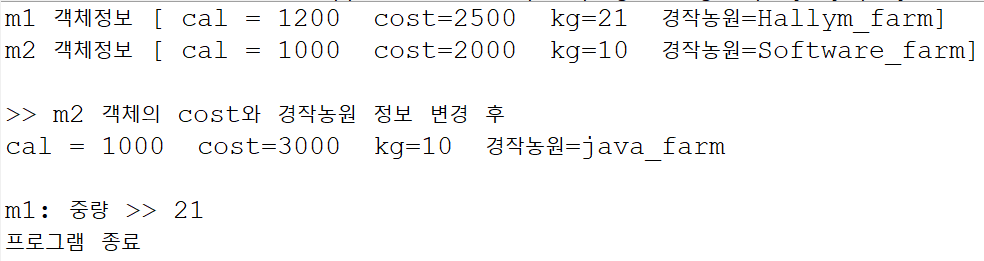 m1 객체정보 [ cal = 1200  cost=2500  kg=21  경작농원=Hallym_farm]
m2 객체정보 [ cal = 1000  cost=2000  kg=10  경작농원=Software_farm]
>> m2 객체의 cost와 경작농원 정보 변경 후
cal = 1000  cost=3000  kg=10  경작농원=java_farm
m1: 중량 >> 21
프로그램 종료